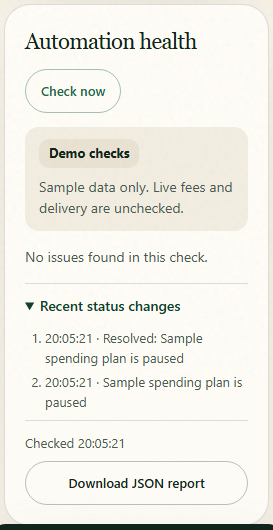 Automation health
Check now
Demo checks
Sample data only. Live fees and
delivery are unchecked.
No issues found in this check.
▼ Recent status changes
1. 20:05:21 · Resolved: Sample
spending plan is paused
2. 20:05:21 · Sample spending plan is
paused
Checked 20:05:21
Download JSON report